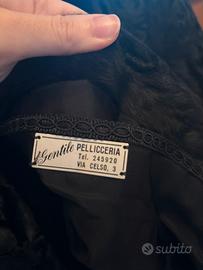 Gentile PELLICCERIA
Tel. 245920
VIA CELSO, 3
subito